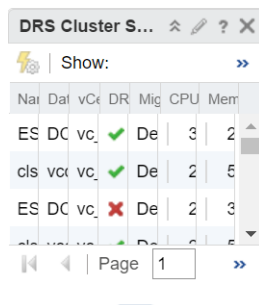 DRS Cluster S...
Show:
Nar Dat vCe DR Mig CPU Mem
ES DC vc_ De 3 2
cls vcc vc_ De 2 5
ES DC vc_ De 2 3
Page 1